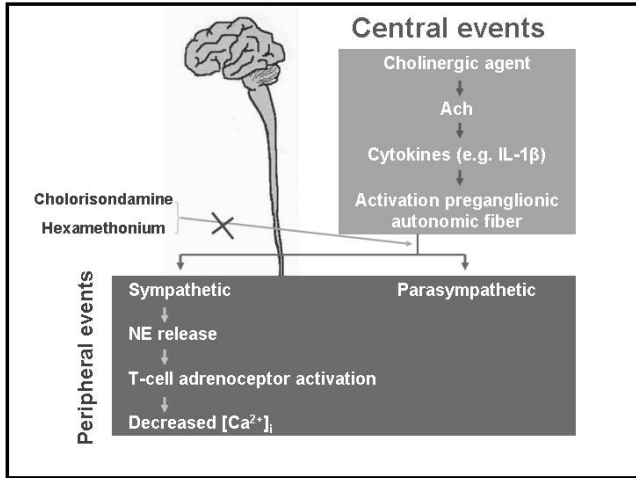 Central events
Cholinergic agent
Ach
Cytokines (e.g. IL-1β)
Activation preganglionic
autonomic fiber
Cholorisondamine
Hexamethonium
Peripheral events
Sympathetic
Parasympathetic
NE release
T-cell adrenoceptor activation
Decreased [Ca²⁺]ᵢ